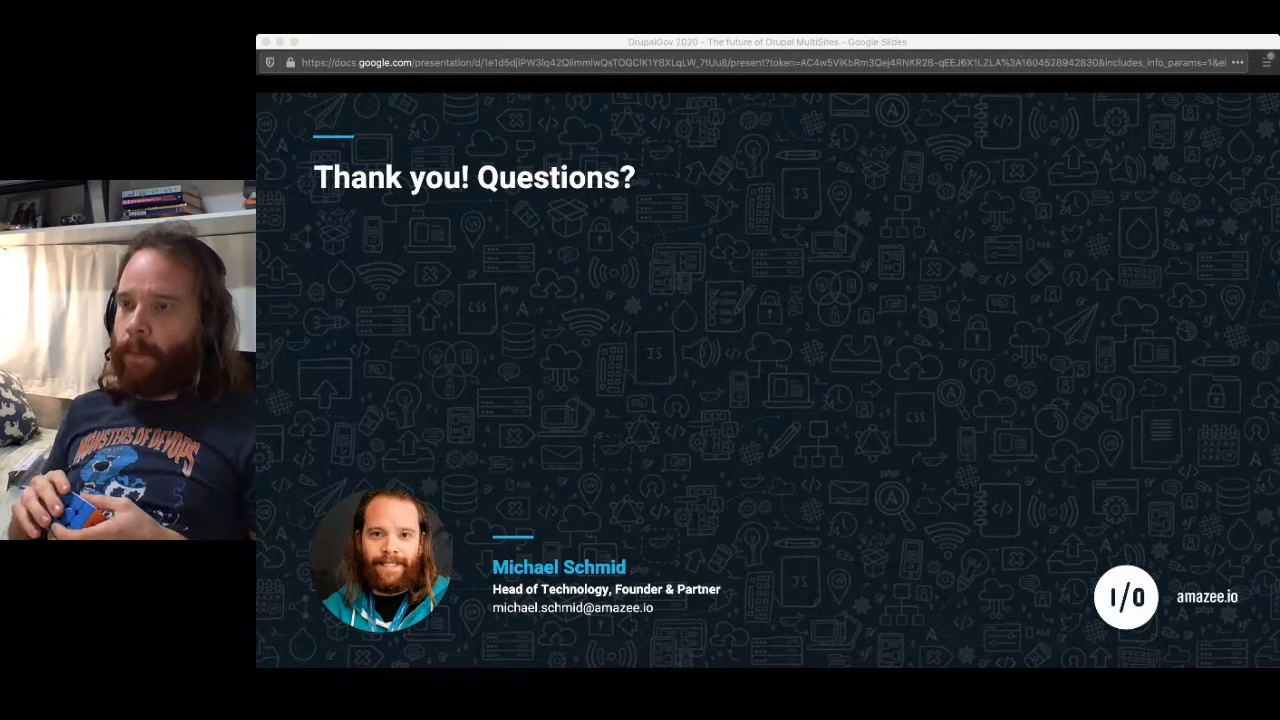 DrupalGov 2020 – The future of Drupal MultiSites – Google Slides
Thank you! Questions?
OREGON
MONSTERS OF DEVOPS
Michael Schmid
Head of Technology, Founder & Partner
michael.schmid@amazee.io
I/O
amazee.io